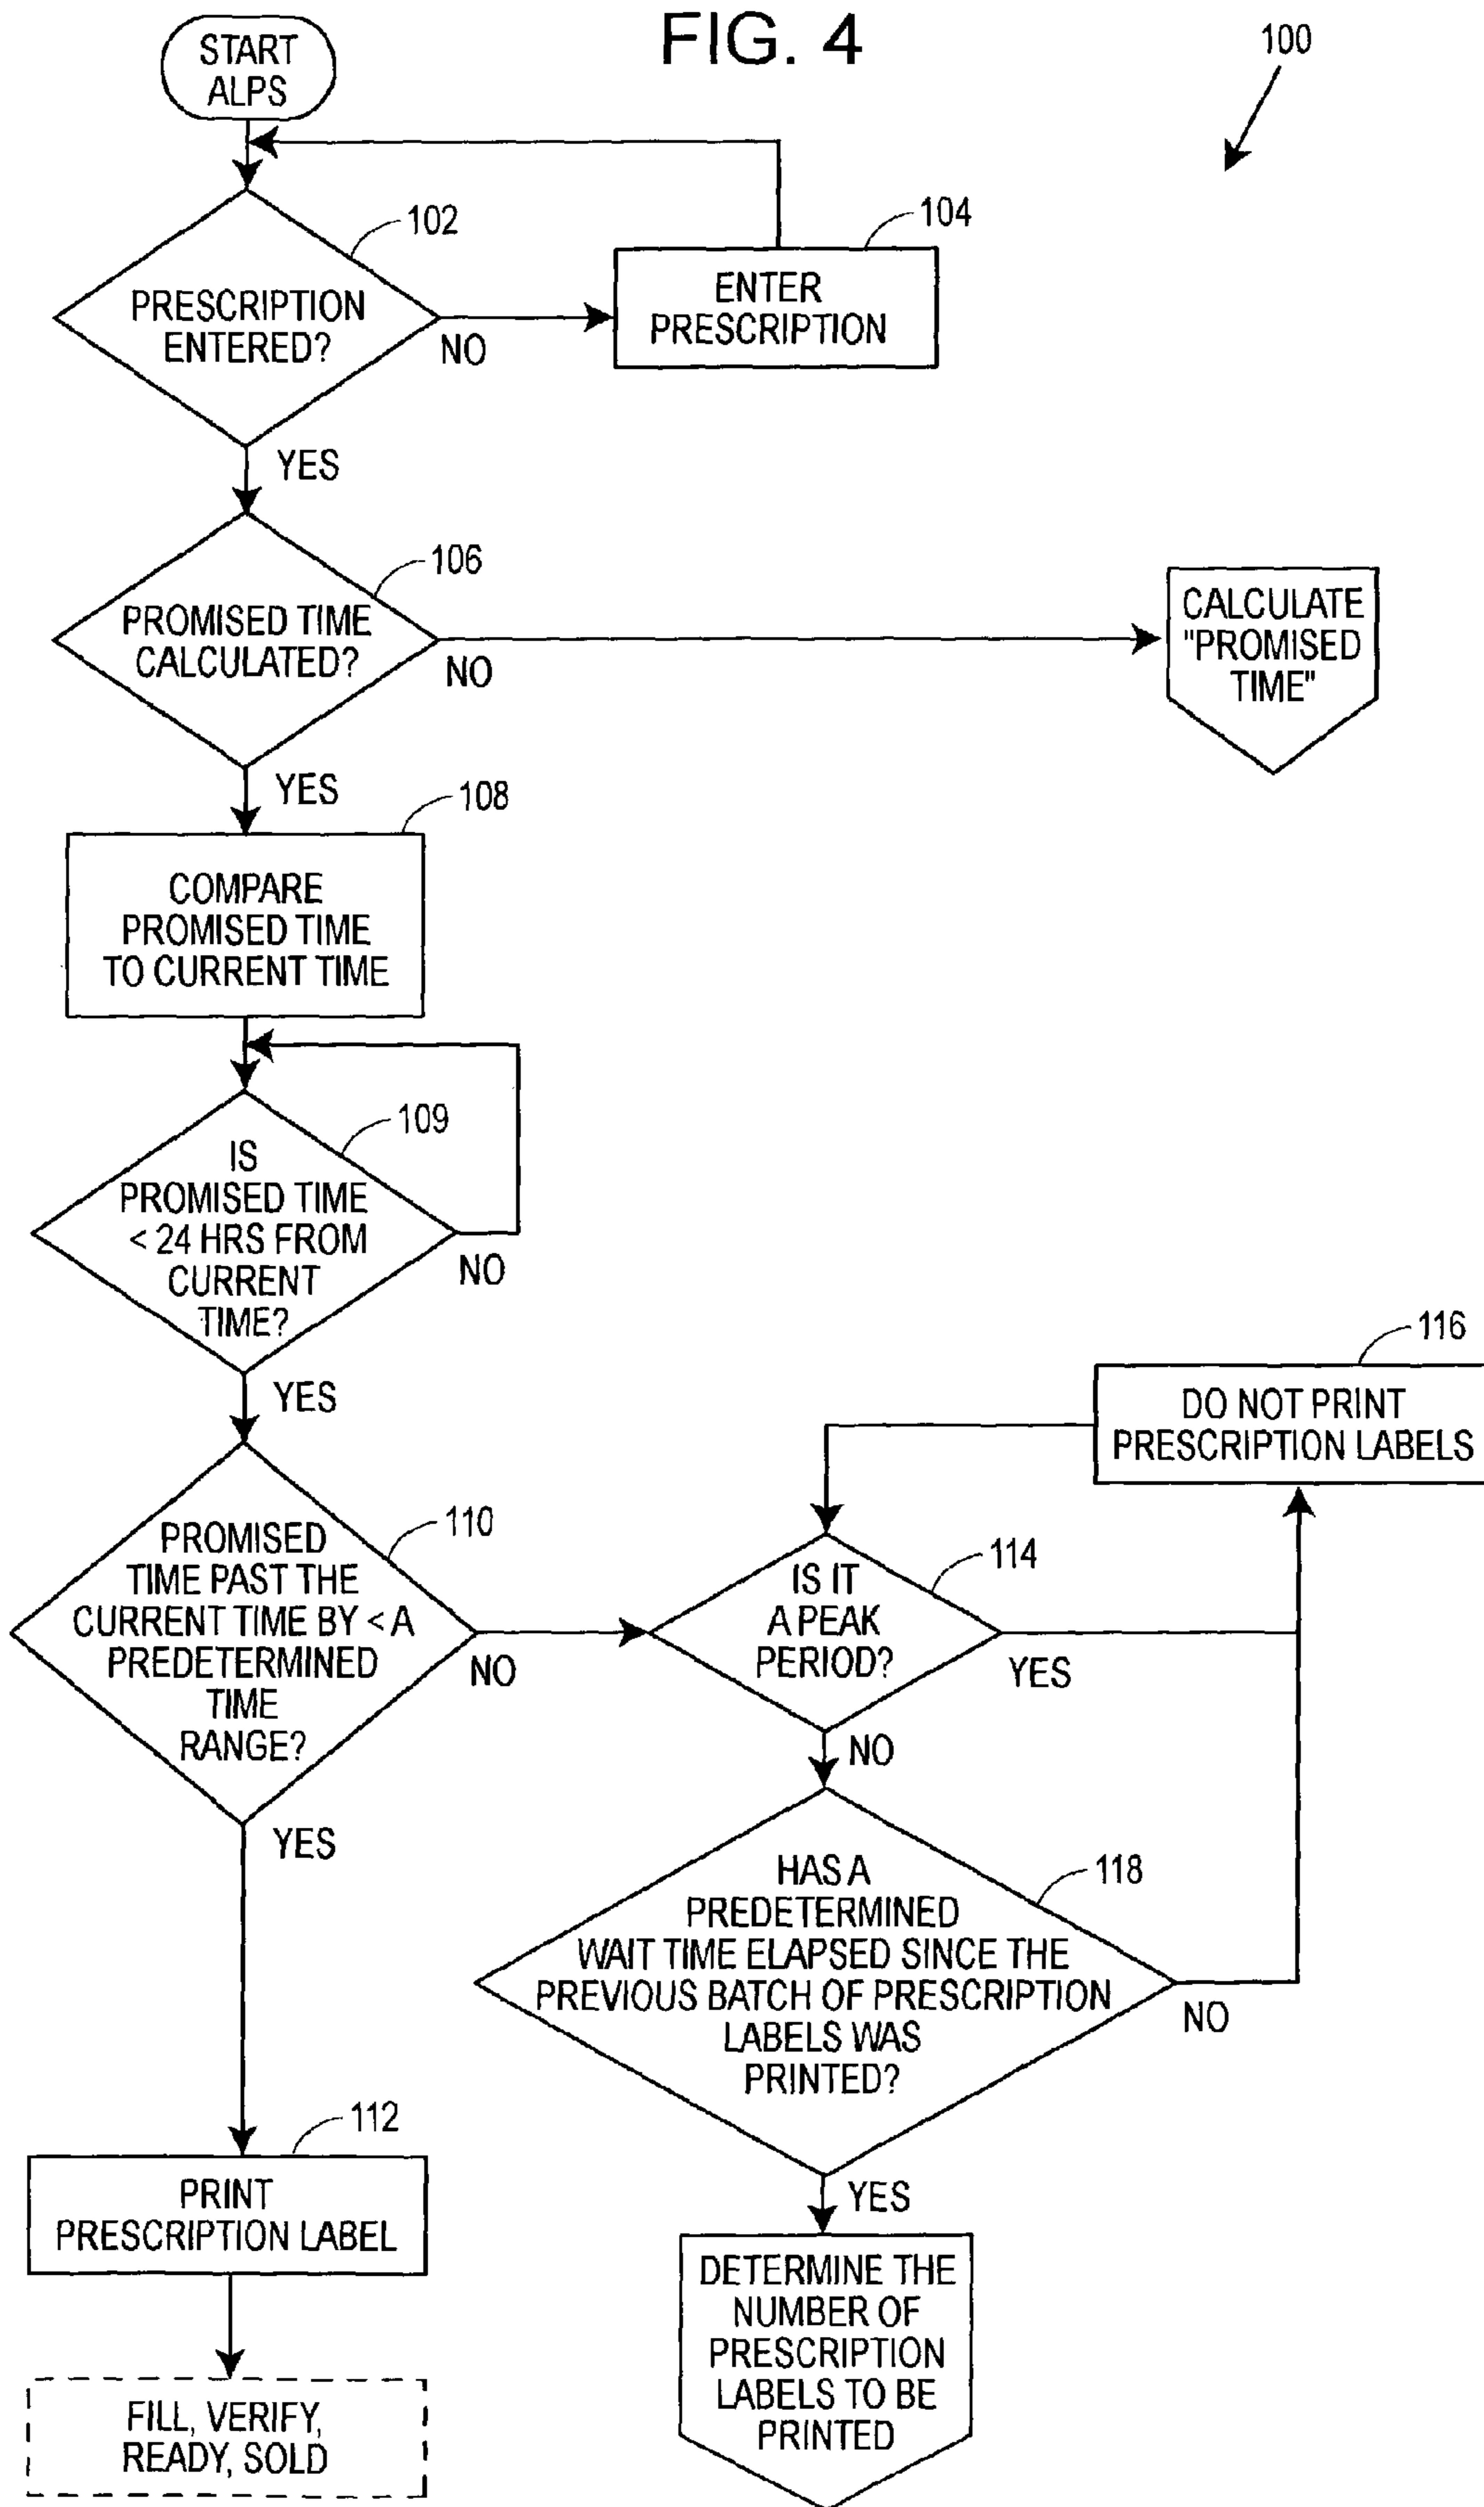 FIG. 4
100
START
ALPS
102
PRESCRIPTION
ENTERED?
NO
104
ENTER
PRESCRIPTION
YES
106
PROMISED TIME
CALCULATED?
NO
CALCULATE
"PROMISED
TIME"
YES
108
COMPARE
PROMISED TIME
TO CURRENT TIME
109
IS
PROMISED TIME
< 24 HRS FROM
CURRENT
TIME?
NO
YES
110
PROMISED
TIME PAST THE
CURRENT TIME BY < A
PREDETERMINED
TIME
RANGE?
NO
116
DO NOT PRINT
PRESCRIPTION LABELS
114
IS IT
A PEAK
PERIOD?
YES
NO
YES
118
HAS A
PREDETERMINED
WAIT TIME ELAPSED SINCE THE
PREVIOUS BATCH OF PRESCRIPTION
LABELS WAS
PRINTED?
NO
YES
112
PRINT
PRESCRIPTION LABEL
DETERMINE THE
NUMBER OF
PRESCRIPTION
LABELS TO BE
PRINTED
FILL, VERIFY,
READY, SOLD